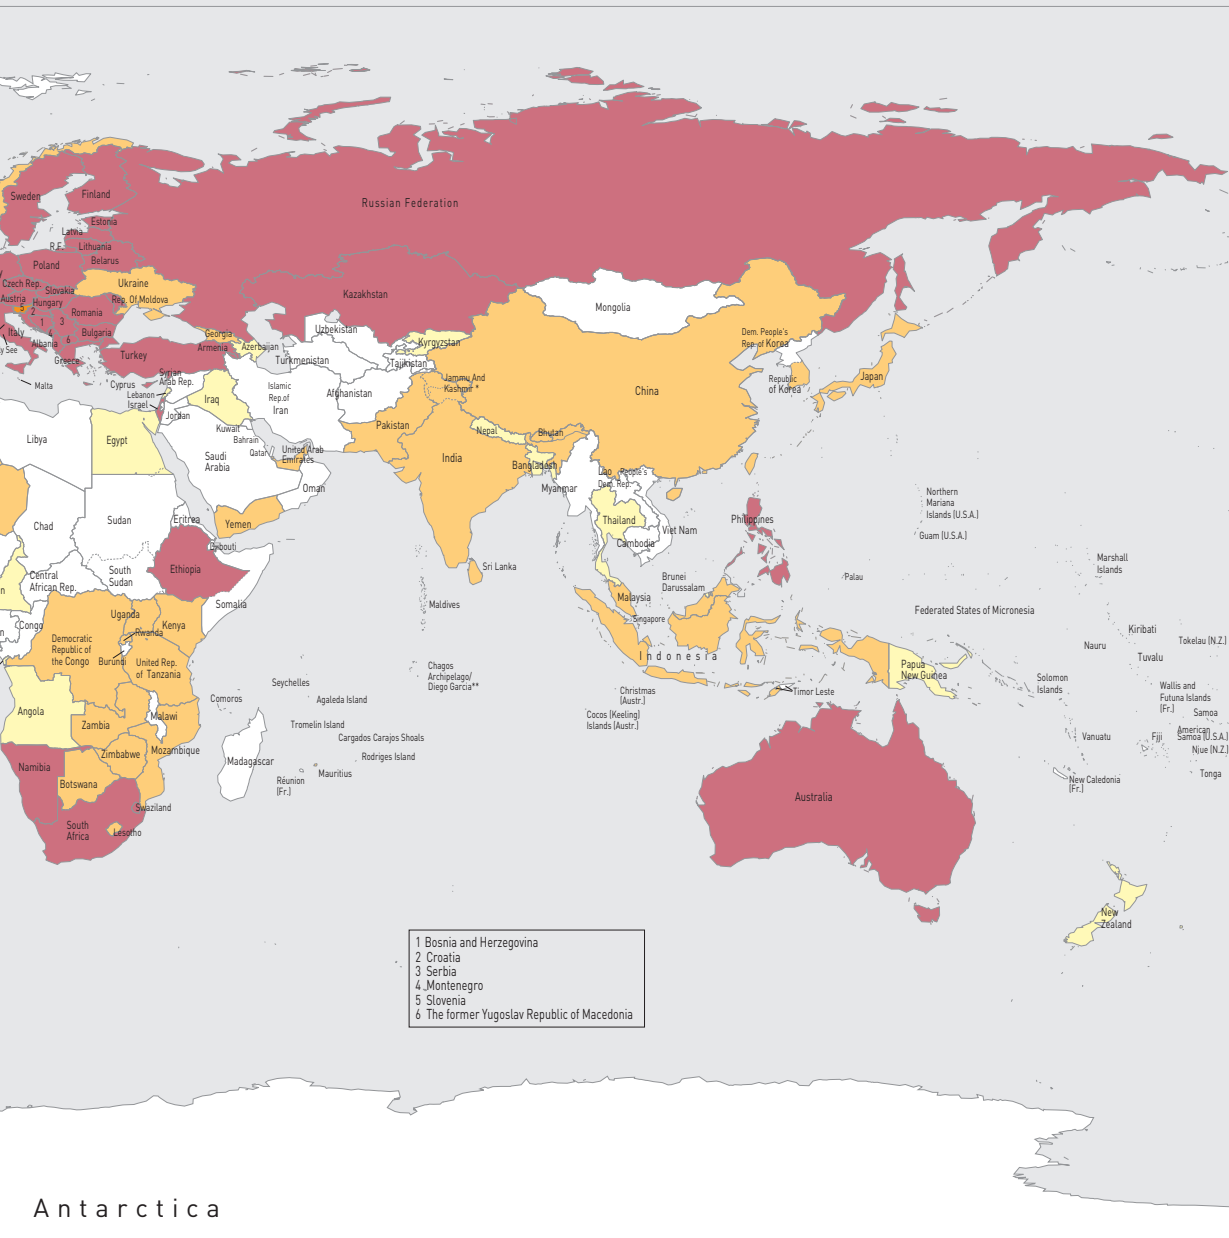 Sweden
Finland
Russian Federation
Estonia
Latvia
R.F.
Lithuania
Belarus
Poland
Czech Rep.
Ukraine
Slovakia
Austria
Hungary
Rep. Of Moldova
5
2
Romania
1
3
Italy
4
6
Bulgaria
Albania
y See
Greece
Turkey
Georgia
Armenia
Azerbaijan
Kazakhstan
Uzbekistan
Kyrgyzstan
Turkmenistan
Tajikistan
Mongolia
Dem. People's
Rep. of Korea
Republic
of Korea
Japan
China
Malta
Cyprus
Syrian
Arab Rep.
Lebanon
Israel
Jordan
Iraq
Islamic
Rep.of
Iran
Afghanistan
Jammu And
Kashmir *
Pakistan
Nepal
Bhutan
India
Bangladesh
Myanmar
Lao People's
Dem. Rep.
Libya
Egypt
Kuwait
Bahrain
Qatar
United Arab
Emirates
Saudi
Arabia
Oman
Yemen
Chad
Sudan
Eritrea
Djibouti
Thailand
Cambodia
Viet Nam
Philippines
Northern
Mariana
Islands (U.S.A.)
Guam (U.S.A.)
Marshall
Islands
Central
African Rep.
South
Sudan
Ethiopia
Somalia
Sri Lanka
Maldives
Brunei
Darussalam
Malaysia
Singapore
Palau
Federated States of Micronesia
n
Congo
n
Uganda
Kenya
Rwanda
Democratic
Republic of
the Congo
Burundi
United Rep.
of Tanzania
Indonesia
Kiribati
Nauru
Tuvalu
Tokelau (N.Z.)
Chagos
Archipelago/
Diego Garcia**
Seychelles
Comoros
Agaleda Island
Tromelin Island
Cargados Carajos Shoals
Rodriges Island
Christmas
(Austr.)
Cocos (Keeling)
Islands (Austr.)
Timor Leste
Papua
New Guinea
Solomon
Islands
Wallis and
Futuna Islands
(Fr.)
Samoa
American
Samoa (U.S.A.)
Vanuatu
Fiji
Njue (N.Z.)
Tonga
New Caledonia
(Fr.)
Angola
Zambia
Malawi
Mozambique
Zimbabwe
Madagascar
Réunion
(Fr.)
Mauritius
Namibia
Botswana
Swaziland
South
Africa
Lesotho
Australia
New
Zealand
1 Bosnia and Herzegovina
2 Croatia
3 Serbia
4 Montenegro
5 Slovenia
6 The former Yugoslav Republic of Macedonia
Antarctica